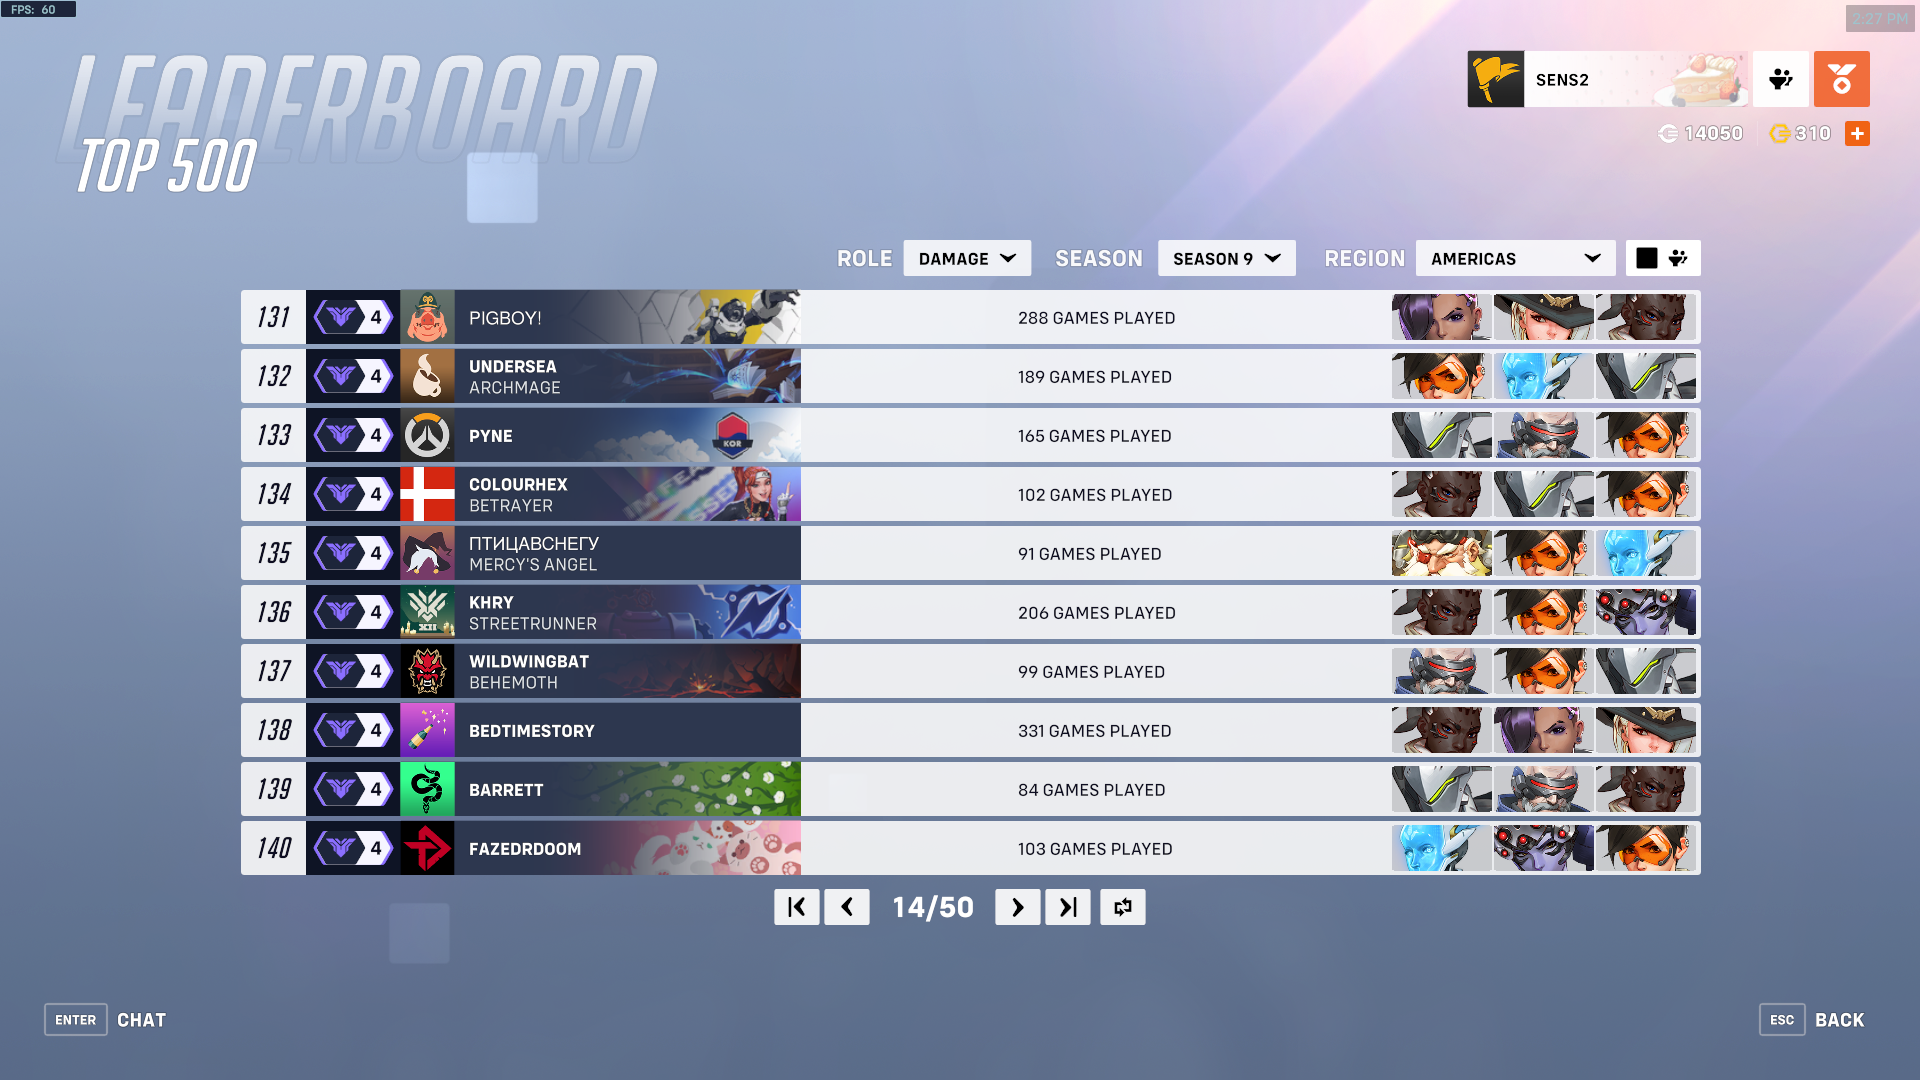 FPS: 60
2:27 PM
LEADERBOARD
TOP 500
SENS2
14050
310
ROLE DAMAGE SEASON SEASON 9 REGION AMERICAS
131 4 PIGBOY! 288 GAMES PLAYED
132 4 UNDERSEA 189 GAMES PLAYED
ARCHMAGE
133 4 PYNE KOR 165 GAMES PLAYED
134 4 COLOURHEX 102 GAMES PLAYED
BETRAYER
135 4 ПТИЦАВСНЕГУ 91 GAMES PLAYED
MERCY'S ANGEL
136 XII 4 KHRY 206 GAMES PLAYED
STREETRUNNER
137 4 WILDWINGBAT 99 GAMES PLAYED
BEHEMOTH
138 4 BEDTIMESTORY 331 GAMES PLAYED
139 4 BARRETT 84 GAMES PLAYED
140 4 FAZEDRDOOM 103 GAMES PLAYED
14/50
ENTER CHAT
ESC BACK